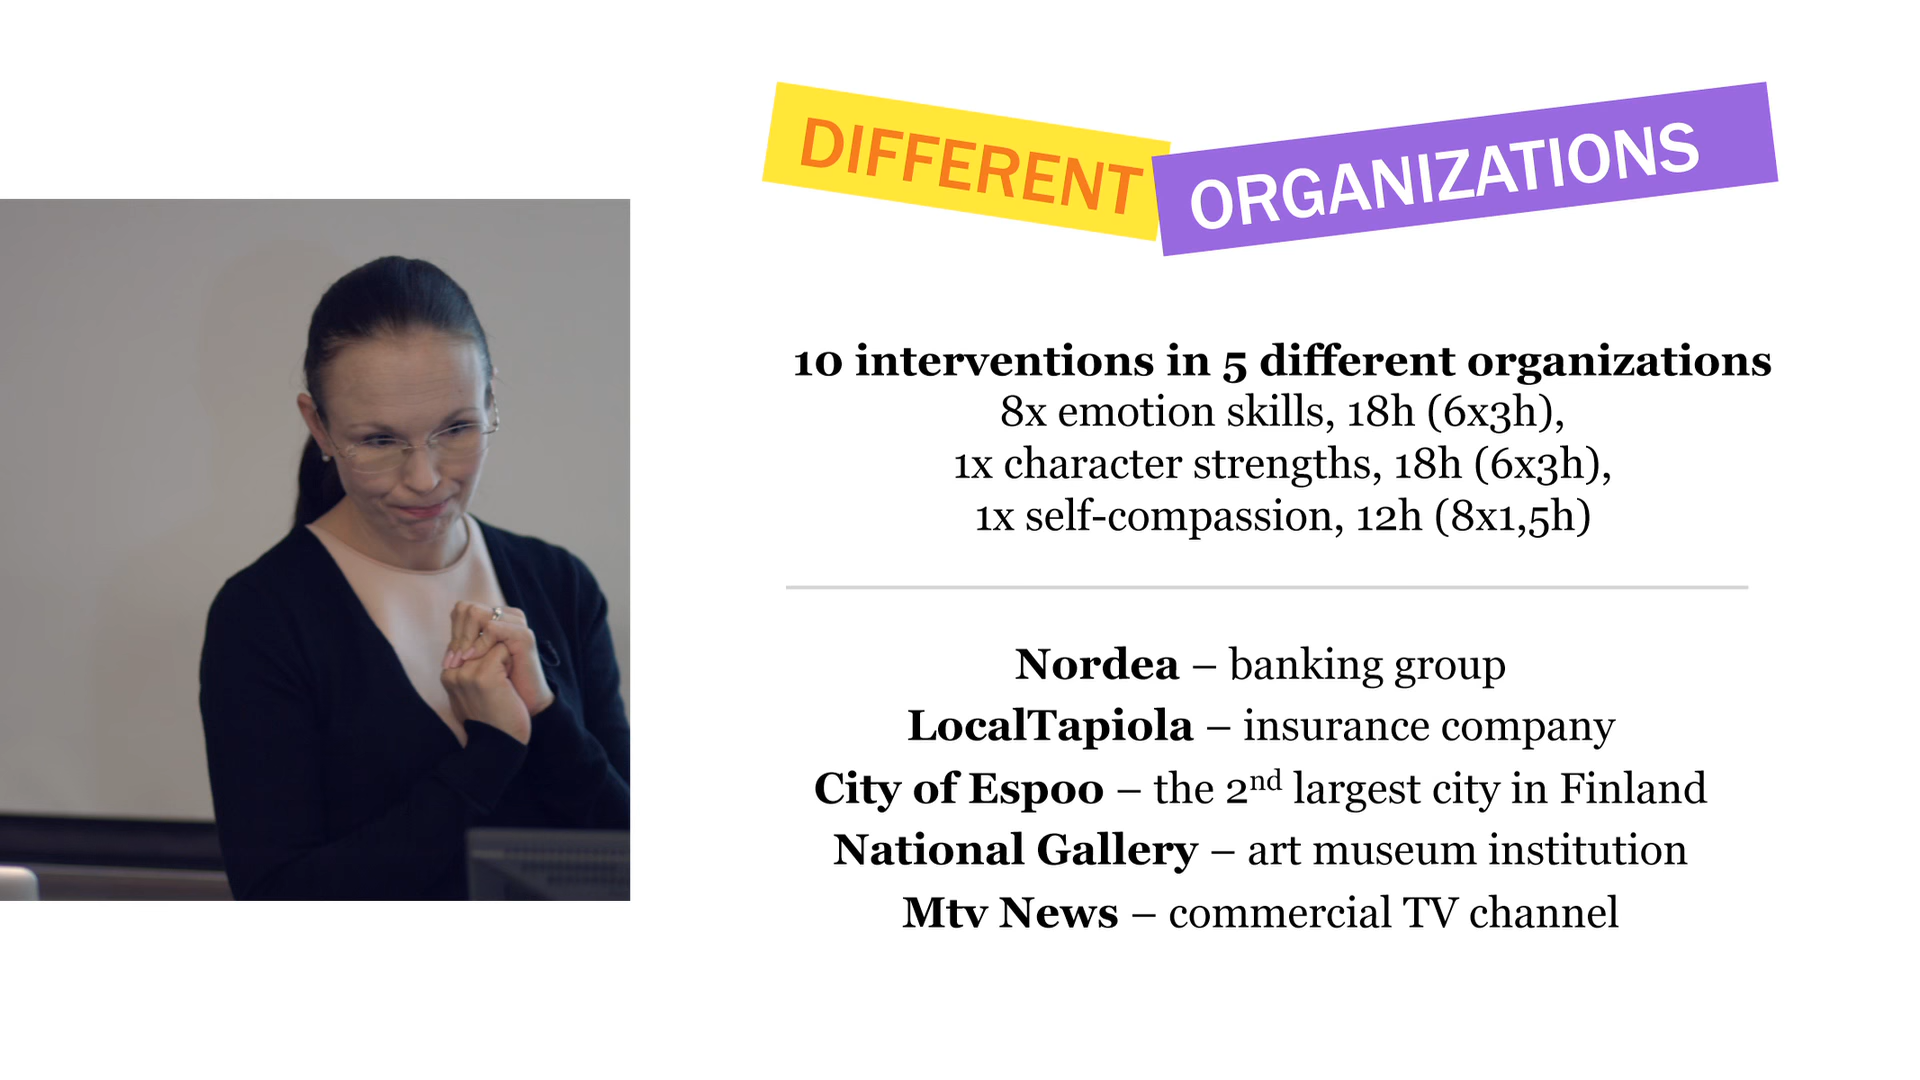 DIFFERENT ORGANIZATIONS
10 interventions in 5 different organizations
8x emotion skills, 18h (6x3h),
1x character strengths, 18h (6x3h),
1x self-compassion, 12h (8x1,5h)
Nordea – banking group
LocalTapiola – insurance company
City of Espoo – the 2nd largest city in Finland
National Gallery – art museum institution
Mtv News – commercial TV channel